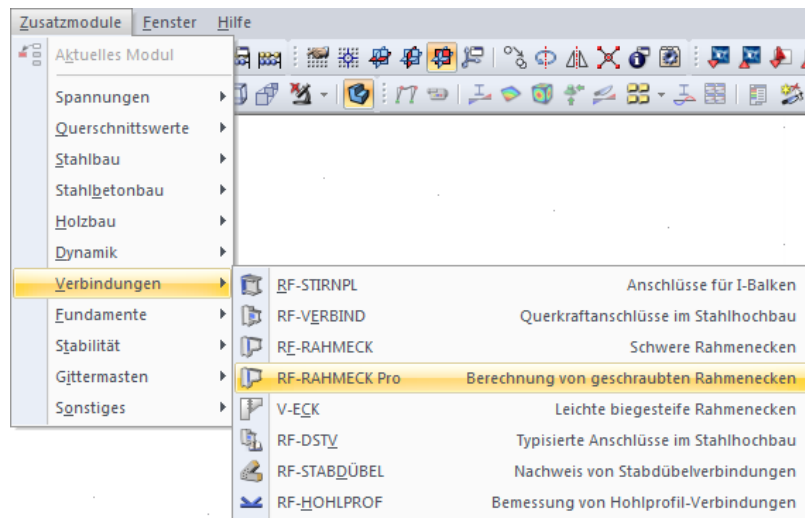 Zusatzmodule Fenster Hilfe
Aktuelles Modul
Spannungen
Querschnittswerte
Stahlbau
Stahlbetonbau
Holzbau
Dynamik
Verbindungen
Fundamente
Stabilität
Gittermasten
Sonstiges
RF-STIRNPL Anschlüsse für I-Balken
RF-VERBIND Querkraftanschlüsse im Stahlhochbau
RF-RAHMECK Schwere Rahmenecken
RF-RAHMECK Pro Berechnung von geschraubten Rahmenecken
V-ECK Leichte biegesteife Rahmenecken
RF-DSTV Typisierte Anschlüsse im Stahlhochbau
RF-STABDÜBEL Nachweis von Stabdübelverbindungen
RF-HOHLPROF Bemessung von Hohlprofil-Verbindungen